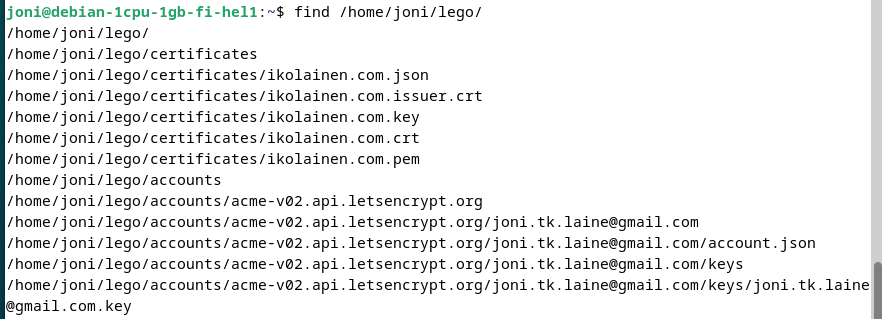 joni@debian-1cpu-1gb-fi-hel1:~$ find /home/joni/lego/
/home/joni/lego/
/home/joni/lego/certificates
/home/joni/lego/certificates/ikolainen.com.json
/home/joni/lego/certificates/ikolainen.com.issuer.crt
/home/joni/lego/certificates/ikolainen.com.key
/home/joni/lego/certificates/ikolainen.com.crt
/home/joni/lego/certificates/ikolainen.com.pem
/home/joni/lego/accounts
/home/joni/lego/accounts/acme-v02.api.letsencrypt.org
/home/joni/lego/accounts/acme-v02.api.letsencrypt.org/joni.tk.laine@gmail.com
/home/joni/lego/accounts/acme-v02.api.letsencrypt.org/joni.tk.laine@gmail.com/account.json
/home/joni/lego/accounts/acme-v02.api.letsencrypt.org/joni.tk.laine@gmail.com/keys
/home/joni/lego/accounts/acme-v02.api.letsencrypt.org/joni.tk.laine@gmail.com/keys/joni.tk.laine
@gmail.com.key